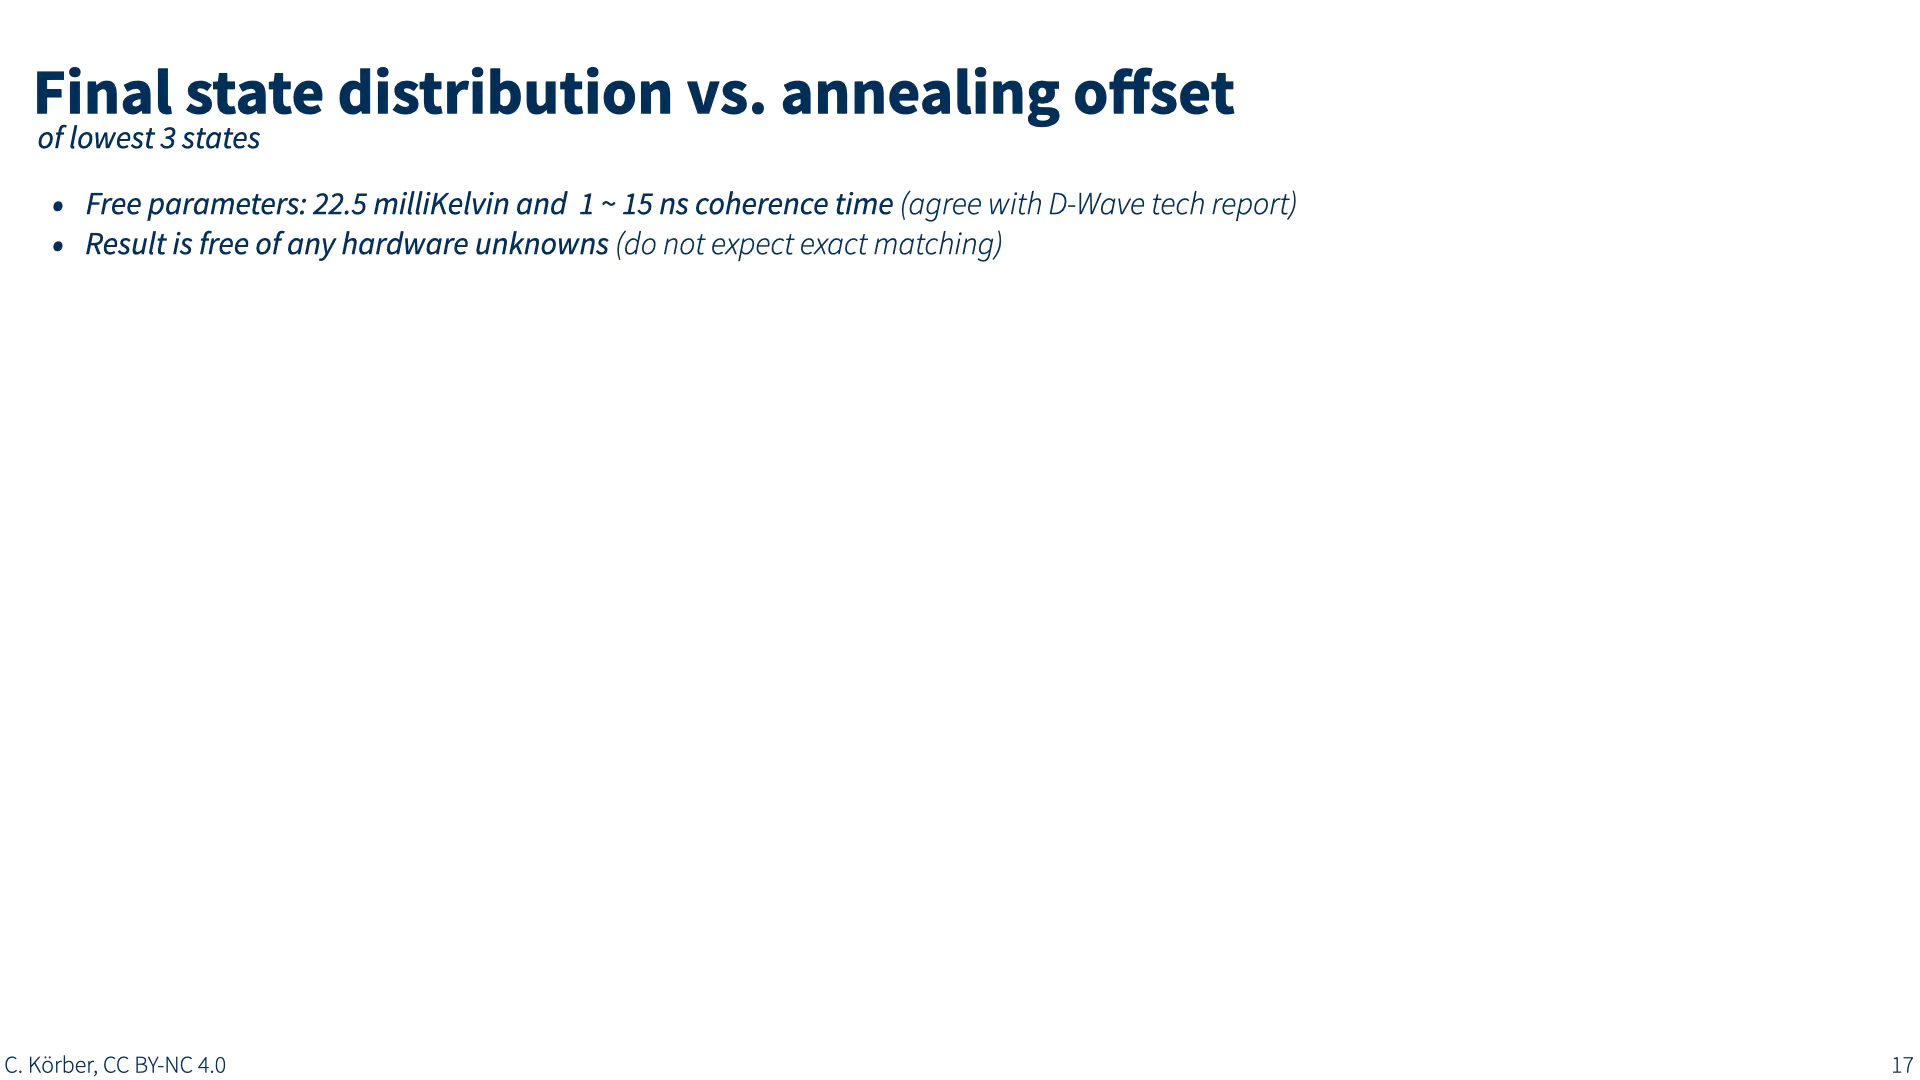 Final state distribution vs. annealing offset
of lowest 3 states
• Free parameters: 22.5 milliKelvin and  1 ~ 15 ns coherence time (agree with D-Wave tech report)
• Result is free of any hardware unknowns (do not expect exact matching)
C. Körber, CC BY-NC 4.0
17